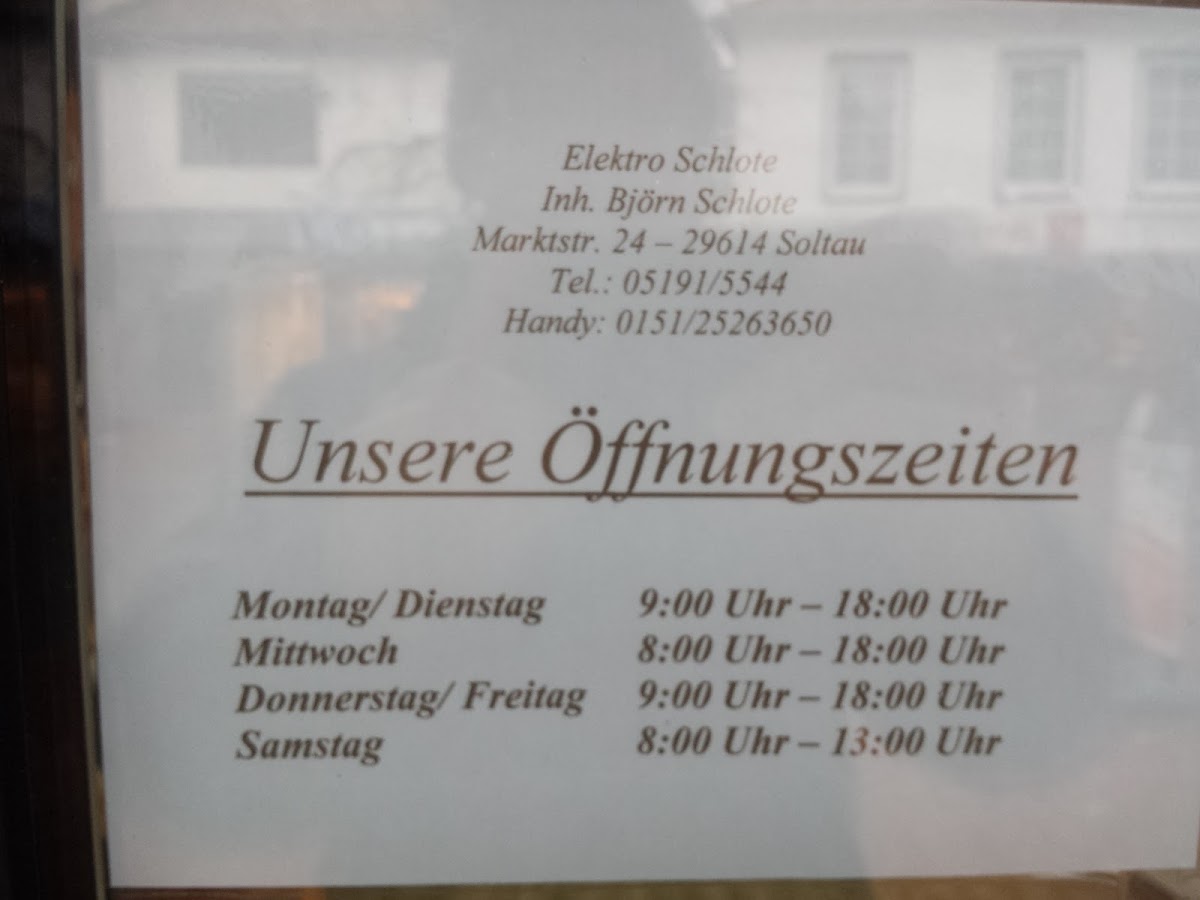 Elektro Schlote
Inh. Björn Schlote
Marktstr. 24 – 29614 Soltau
Tel.: 05191/5544
Handy: 0151/25263650
Unsere Öffnungszeiten
Montag/ Dienstag 9:00 Uhr – 18:00 Uhr
Mittwoch 8:00 Uhr – 18:00 Uhr
Donnerstag/ Freitag 9:00 Uhr – 18:00 Uhr
Samstag 8:00 Uhr – 13:00 Uhr